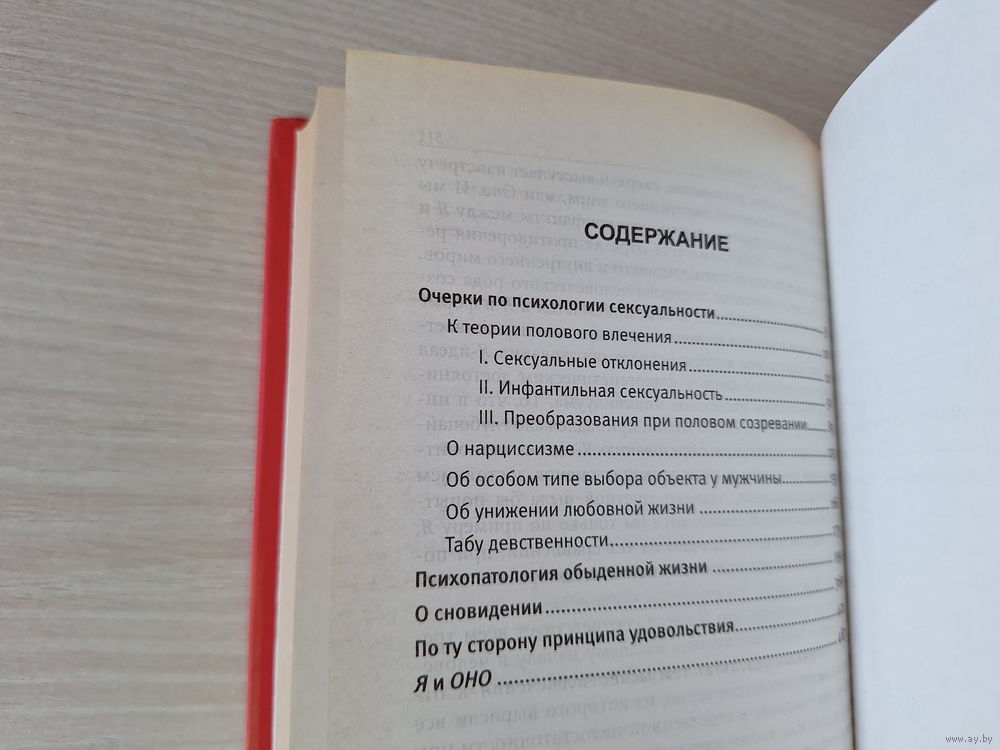 СОДЕРЖАНИЕ
Очерки по психологии сексуальности
К теории полового влечения
I. Сексуальные отклонения
II. Инфантильная сексуальность
III. Преобразования при половом созревании
О нарциссизме
Об особом типе выбора объекта у мужчины
Об унижении любовной жизни
Табу девственности
Психопатология обыденной жизни
О сновидении
По ту сторону принципа удовольствия
Я и ОНО
www.ay.by